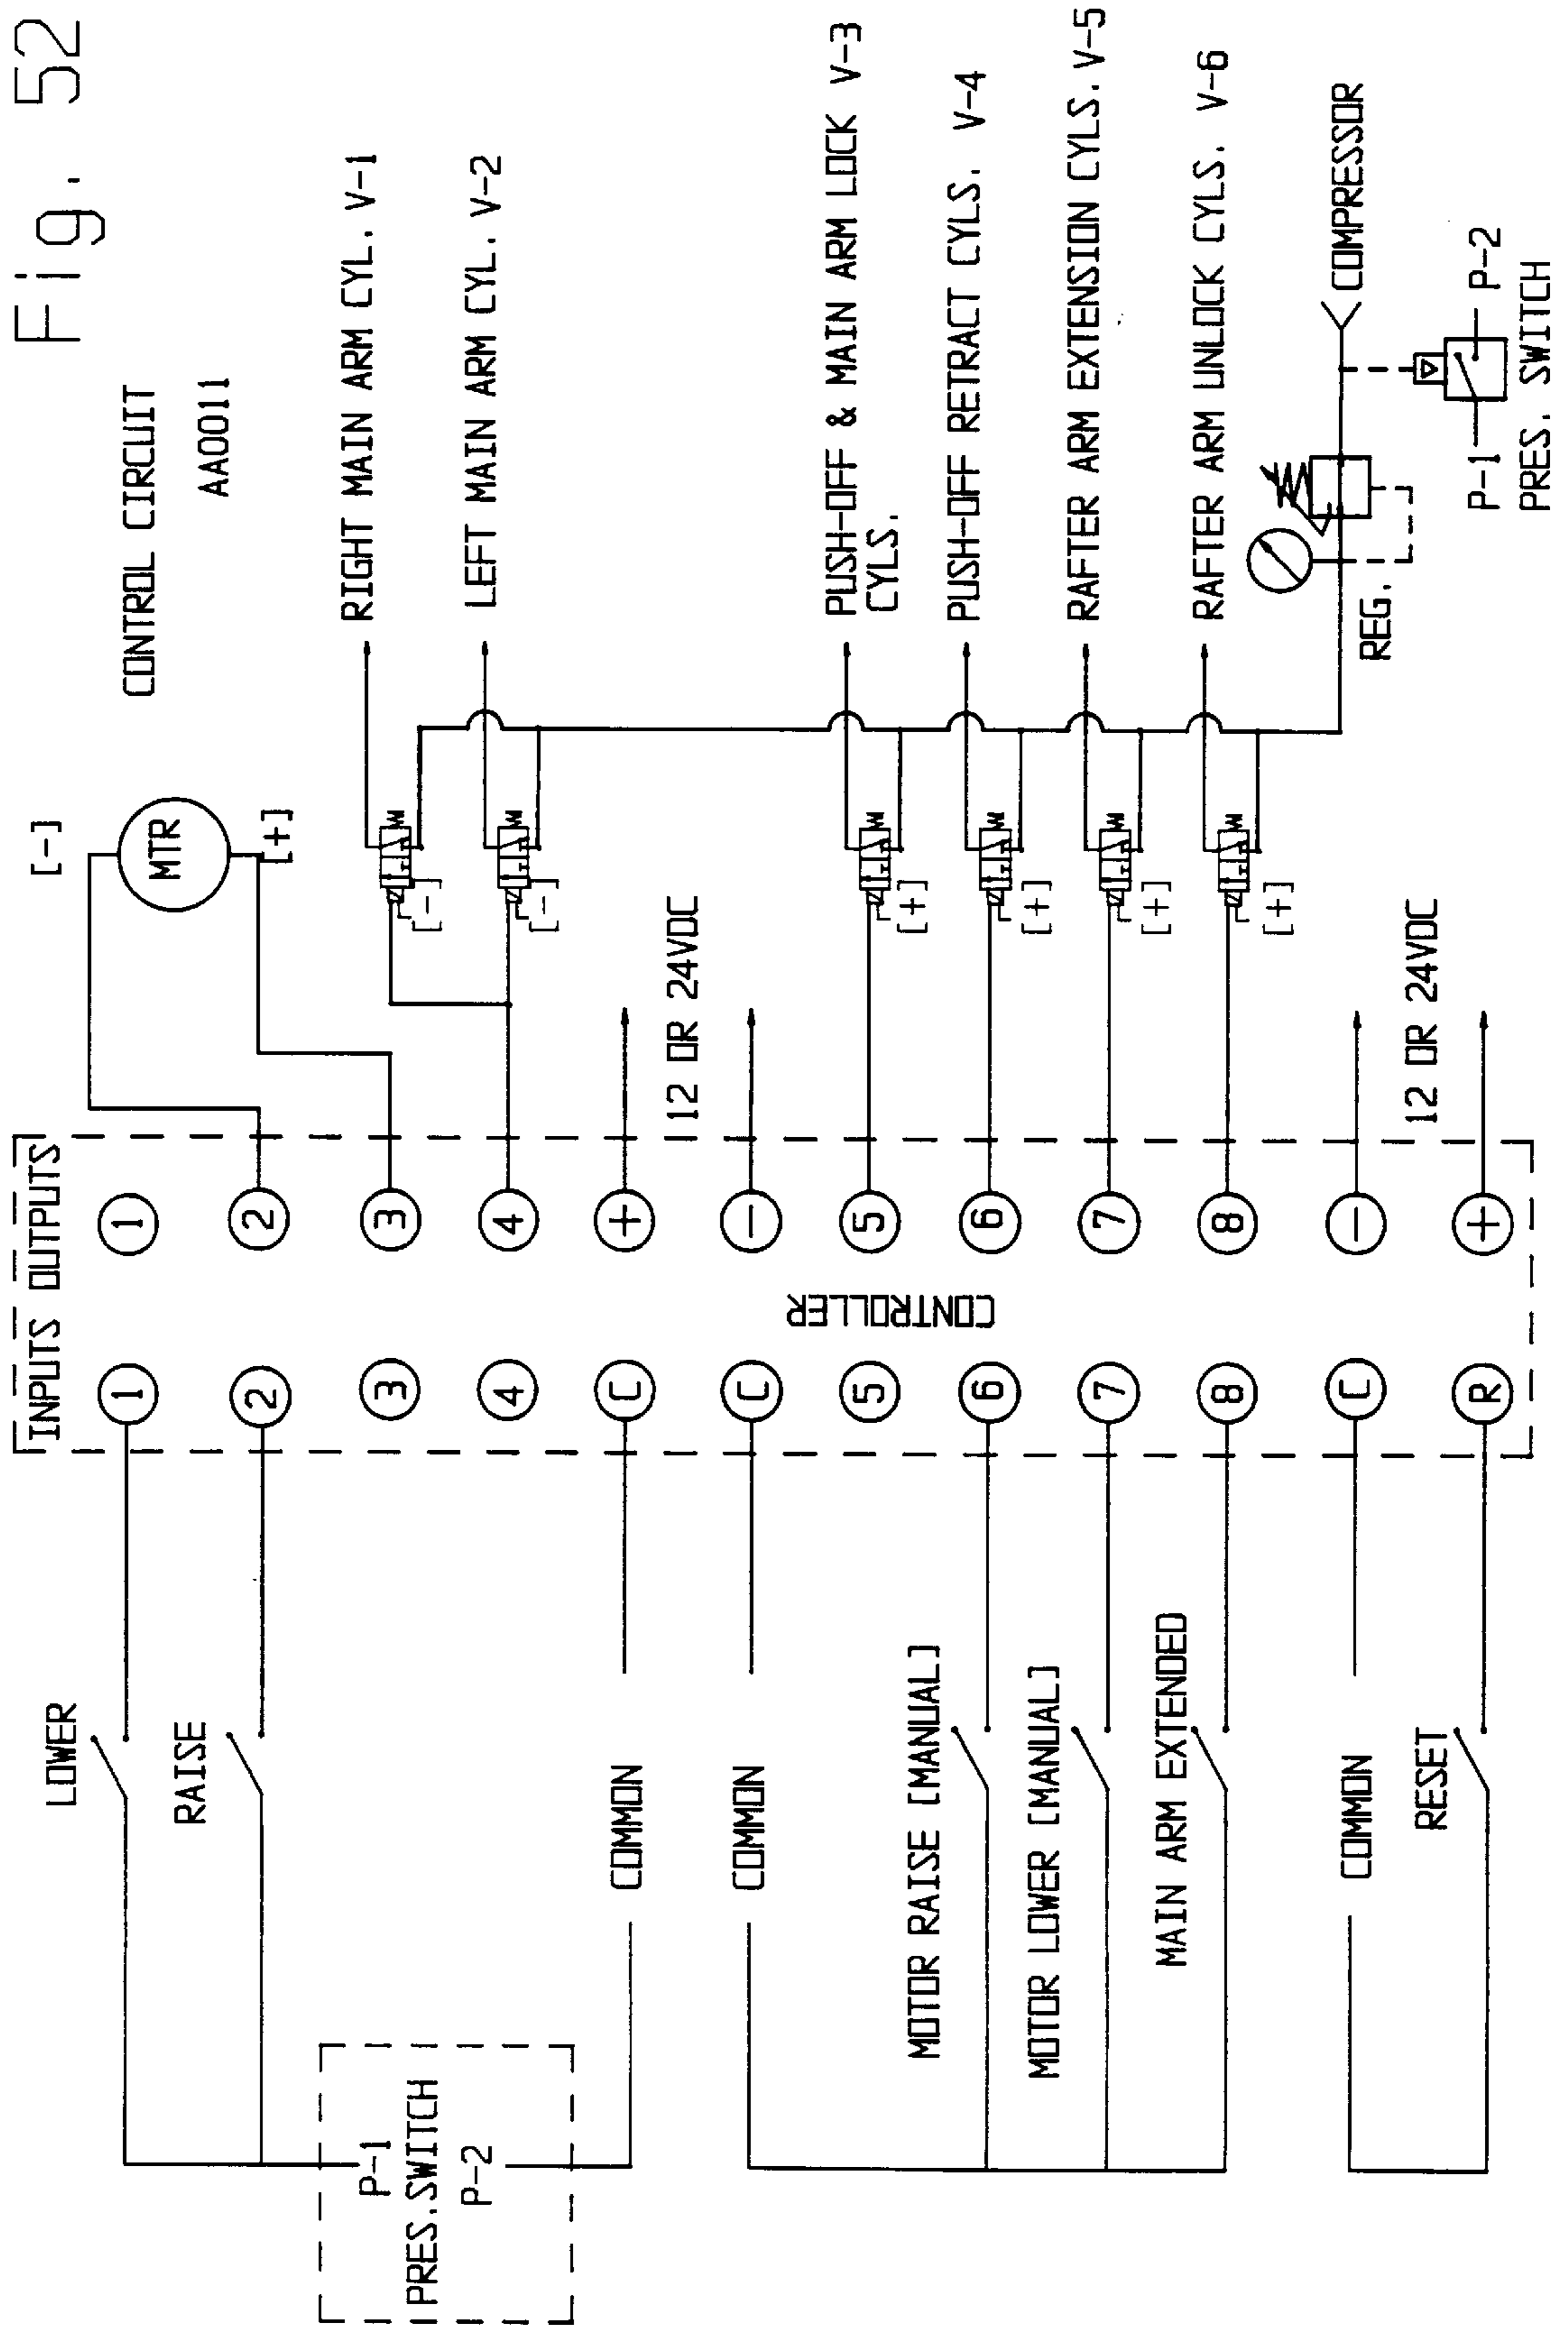 Fig. 52
CONTROL CIRCUIT
AA0011
INPUTS OUTPUTS
CONTROLLER
LOWER
1
1
RAISE
2
2
[-]
MTR
[+]
3
3
4
4
[-]
RIGHT MAIN ARM CYL. V-1
[-]
LEFT MAIN ARM CYL. V-2
P-1
PRES.SWITCH
P-2
COMMON
C
+
12 OR 24VDC
COMMON
C
-
5
5
[+]
PUSH-OFF & MAIN ARM LOCK V-3
CYLS.
MOTOR RAISE [MANUAL]
6
6
[+]
PUSH-OFF RETRACT CYLS. V-4
MOTOR LOWER [MANUAL]
7
7
[+]
RAFTER ARM EXTENSION CYLS. V-5
MAIN ARM EXTENDED
8
8
[+]
RAFTER ARM UNLOCK CYLS. V-6
COMMON
C
-
12 OR 24VDC
RESET
R
+
REG.
COMPRESSOR
P-1
P-2
PRES. SWITCH